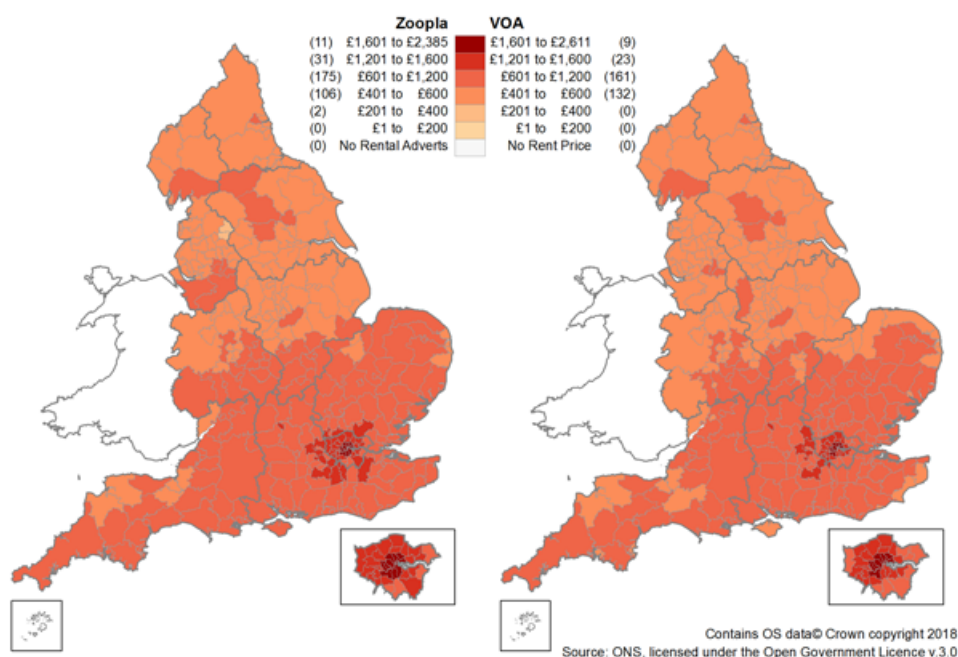 Zoopla VOA
(11) £1,601 to £2,385 £1,601 to £2,611 (9)
(31) £1,201 to £1,600 £1,201 to £1,600 (23)
(175) £601 to £1,200 £601 to £1,200 (161)
(106) £401 to £600 £401 to £600 (132)
(2) £201 to £400 £201 to £400 (0)
(0) £1 to £200 £1 to £200 (0)
(0) No Rental Adverts No Rent Price (0)
Contains OS data© Crown copyright 2018
Source: ONS, licensed under the Open Government Licence v.3.0